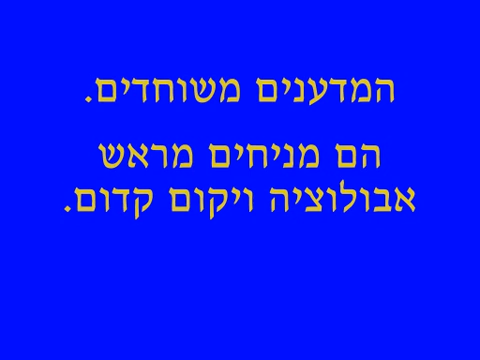 המדענים משוחדים.
הם מניחים מראש
אבולוציה ויקום קדום.